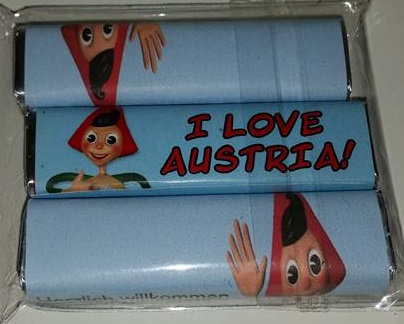 I LOVE
AUSTRIA!
Herzlich willkommen